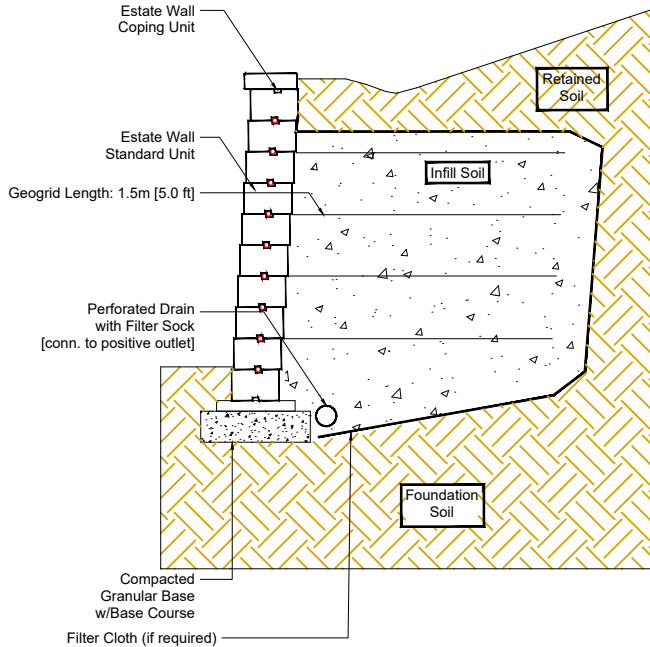 Estate Wall
Coping Unit
Retained
Soil
Estate Wall
Standard Unit
Infill Soil
Geogrid Length: 1.5m [5.0 ft]
Perforated Drain
with Filter Sock
[conn. to positive outlet]
Foundation
Soil
Compacted
Granular Base
w/Base Course
Filter Cloth (if required)